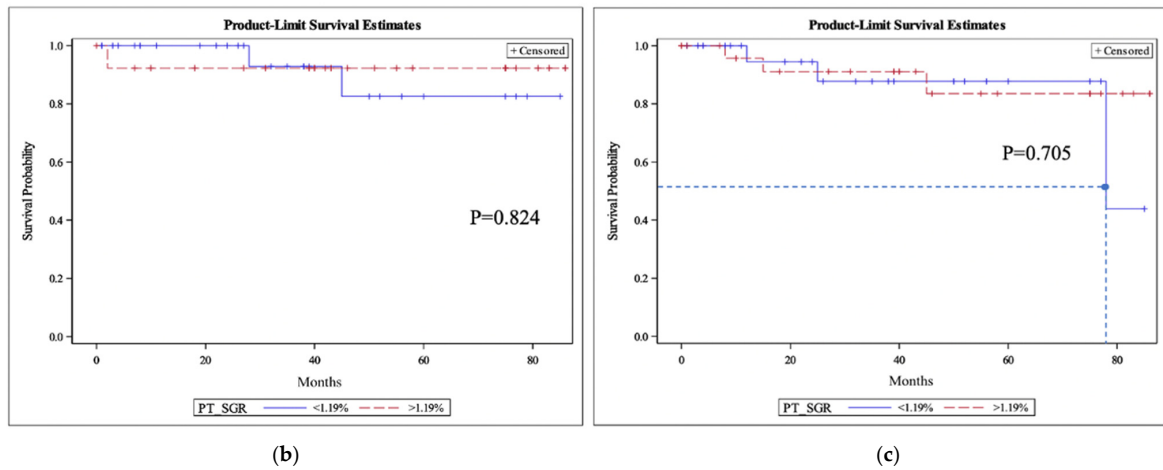 Product-Limit Survival Estimates
+ Censored
1.0
0.8
0.6
0.4
0.2
0.0
Survival Probability
P=0.824
0 20 40 60 80
Months
PT_SGR <1.19% >1.19%
(b)
Product-Limit Survival Estimates
+ Censored
1.0
0.8
0.6
0.4
0.2
0.0
Survival Probability
P=0.705
0 20 40 60 80
Months
PT_SGR <1.19% >1.19%
(c)